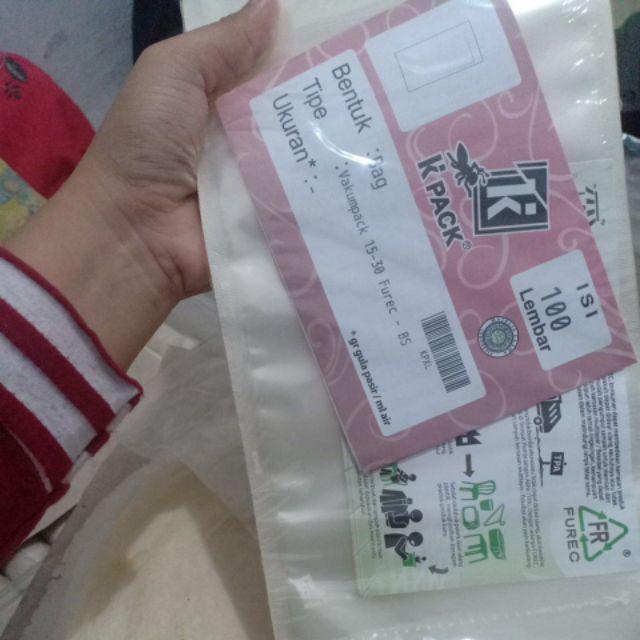 Bentuk : Bag
Tipe : Vakumpack 15-30 Furec - BS
Ukuran* : -
KPKL
* gr gula pasir / ml air
K PACK®
ISI
100
Lembar
FR
FUREC
®